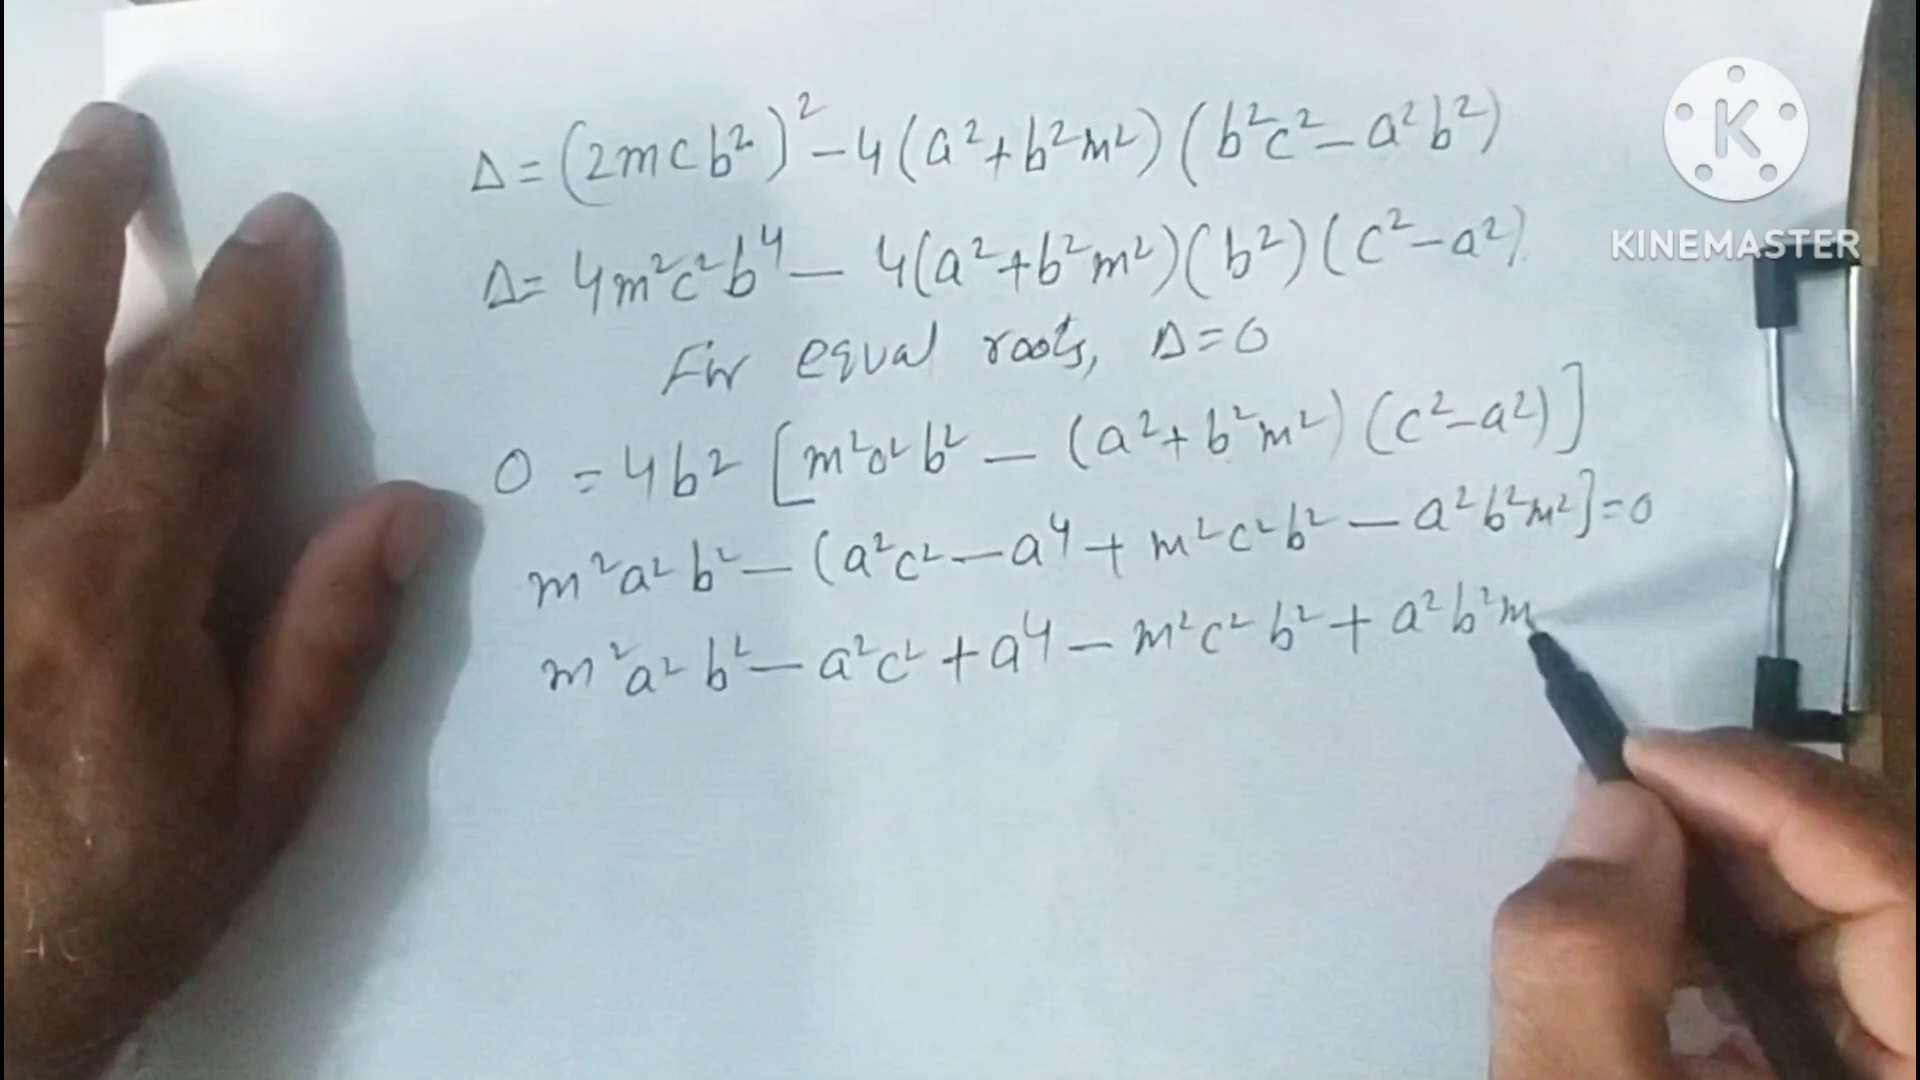 Δ = (2mcb²)² - 4(a² + b²m²)(b²c² - a²b²)
Δ = 4m²c²b⁴ - 4(a² + b²m²)(b²)(c² - a²)
For equal roots, Δ = 0
0 = 4b² [m²c²b² - (a² + b²m²)(c² - a²)]
m²a²b² - (a²c² - a⁴ + m²c²b² - a²b²m²] = 0
m²a²b² - a²c² + a⁴ - m²c²b² + a²b²m
K
KINEMASTER